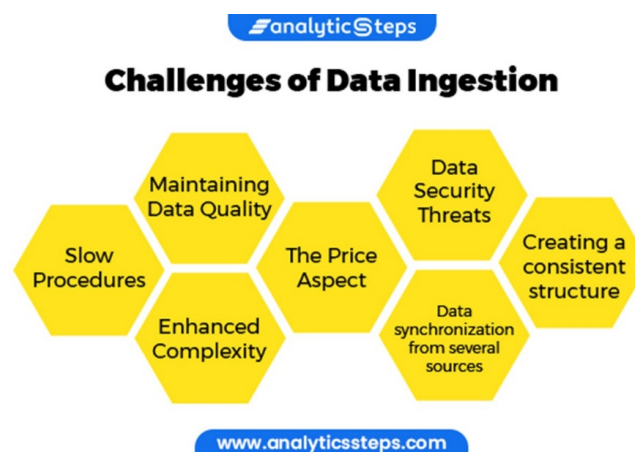 analyticSteps
Challenges of Data Ingestion
Slow
Procedures
Maintaining
Data Quality
Enhanced
Complexity
The Price
Aspect
Data
Security
Threats
Data
synchronization
from several
sources
Creating a
consistent
structure
www.analyticssteps.com